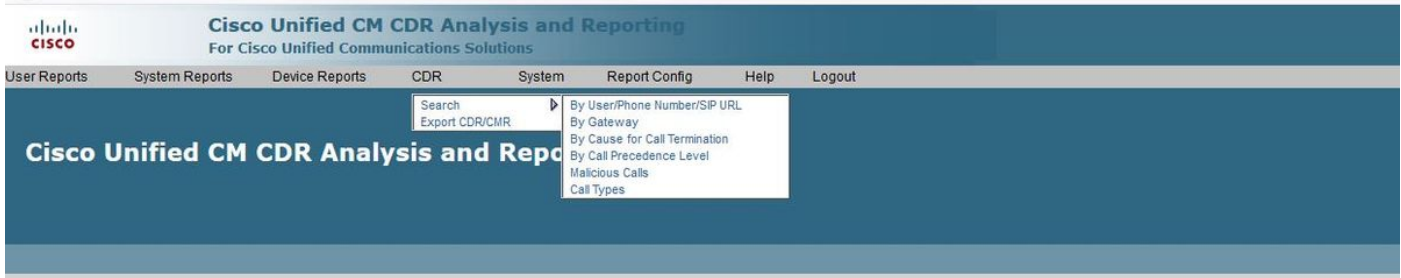 CISCO
Cisco Unified CM CDR Analysis and Reporting
For Cisco Unified Communications Solutions
User Reports System Reports Device Reports CDR System Report Config Help Logout
Search
Export CDR/CMR
By User/Phone Number/SIP URL
By Gateway
By Cause for Call Termination
By Call Precedence Level
Malicious Calls
Call Types
Cisco Unified CM CDR Analysis and Repo